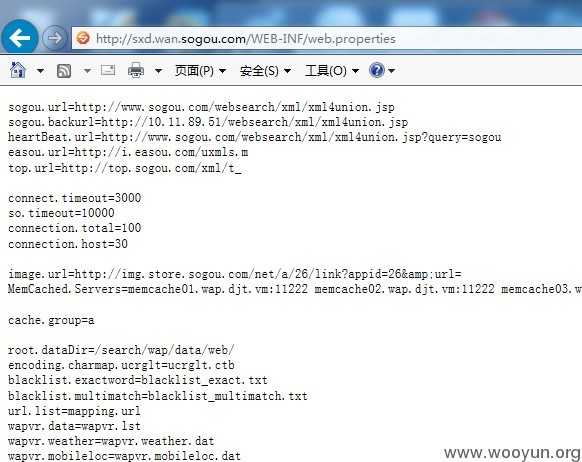 http://sxd.wan.sogou.com/WEB-INF/web.properties
页面(P) 安全(S) 工具(O)
sogou.url=http://www.sogou.com/websearch/xml/xml4union.jsp
sogou.backurl=http://10.11.89.51/websearch/xml/xml4union.jsp
heartBeat.url=http://www.sogou.com/websearch/xml/xml4union.jsp?query=sogou
easou.url=http://i.easou.com/uxmls.m
top.url=http://top.sogou.com/xml/t_
connect.timeout=3000
so.timeout=10000
connection.total=100
connection.host=30
image.url=http://img.store.sogou.com/net/a/26/link?appid=26&amp;url=
MemCached.Servers=memcache01.wap.djt.vm:11222 memcache02.wap.djt.vm:11222 memcache03.w
cache.group=a
root.dataDir=/search/wap/data/web/
encoding.charmap.ucrglt=ucrglt.ctb
blacklist.exactword=blacklist_exact.txt
blacklist.multimatch=blacklist_multimatch.txt
url.list=mapping.url
wapvr.data=wapvr.lst
wapvr.weather=wapvr.weather.dat
wapvr.mobileloc=wapvr.mobileloc.dat
www.wooyun.org